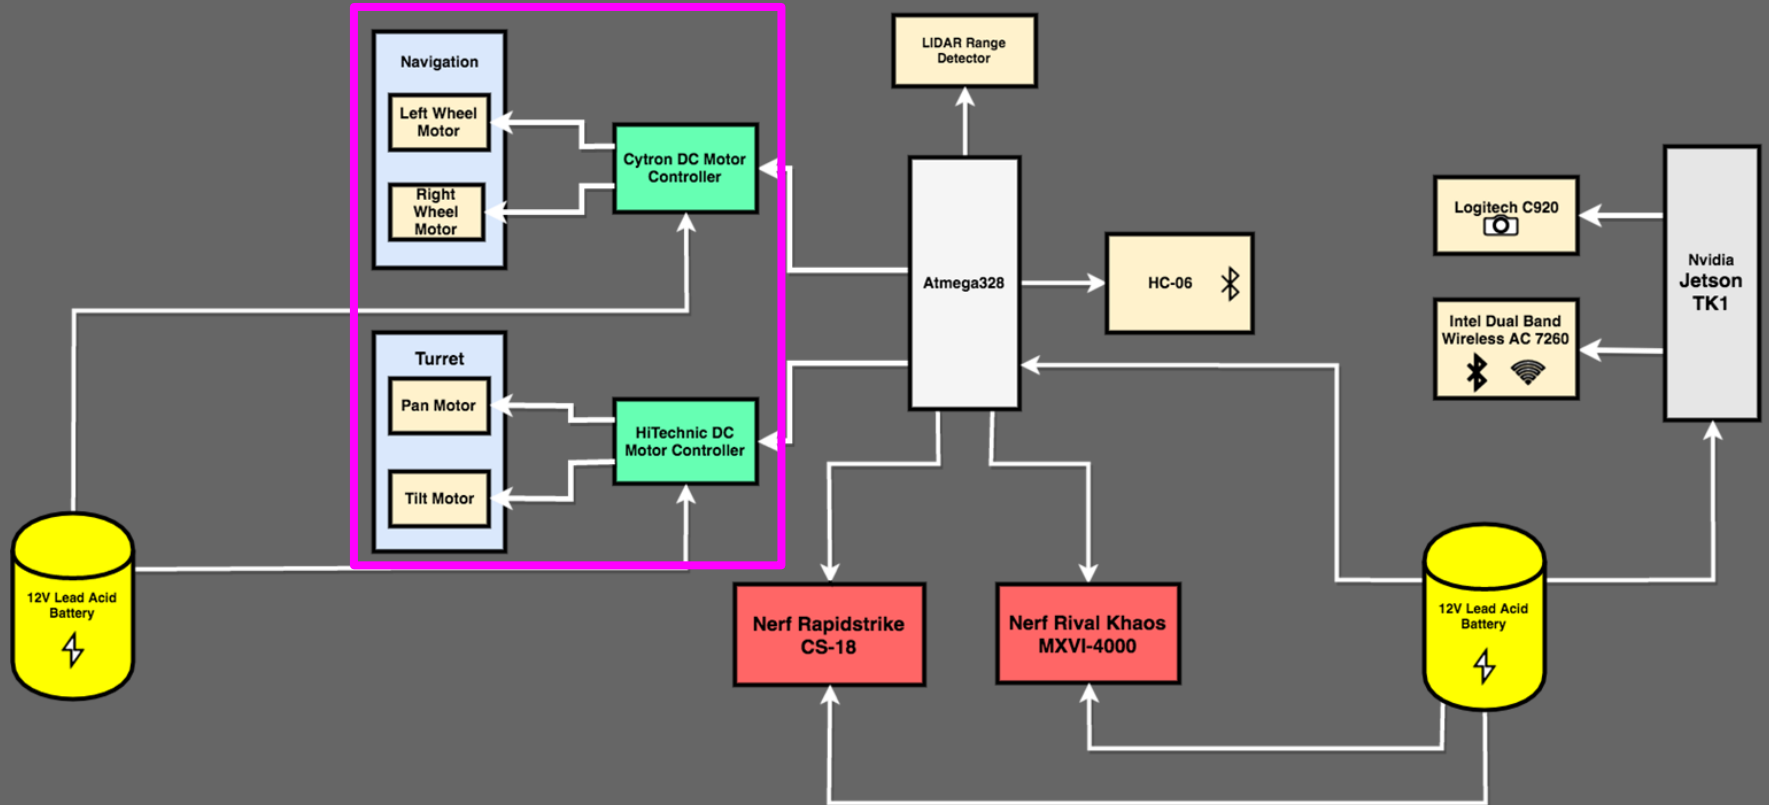 Navigation
Left Wheel
Motor
Right
Wheel
Motor
Cytron DC Motor
Controller
Turret
Pan Motor
Tilt Motor
HiTechnic DC
Motor Controller
12V Lead Acid
Battery
LIDAR Range
Detector
Atmega328
HC-06
Nerf Rapidstrike
CS-18
Nerf Rival Khaos
MXVI-4000
Logitech C920
Intel Dual Band
Wireless AC 7260
Nvidia
Jetson
TK1
12V Lead Acid
Battery